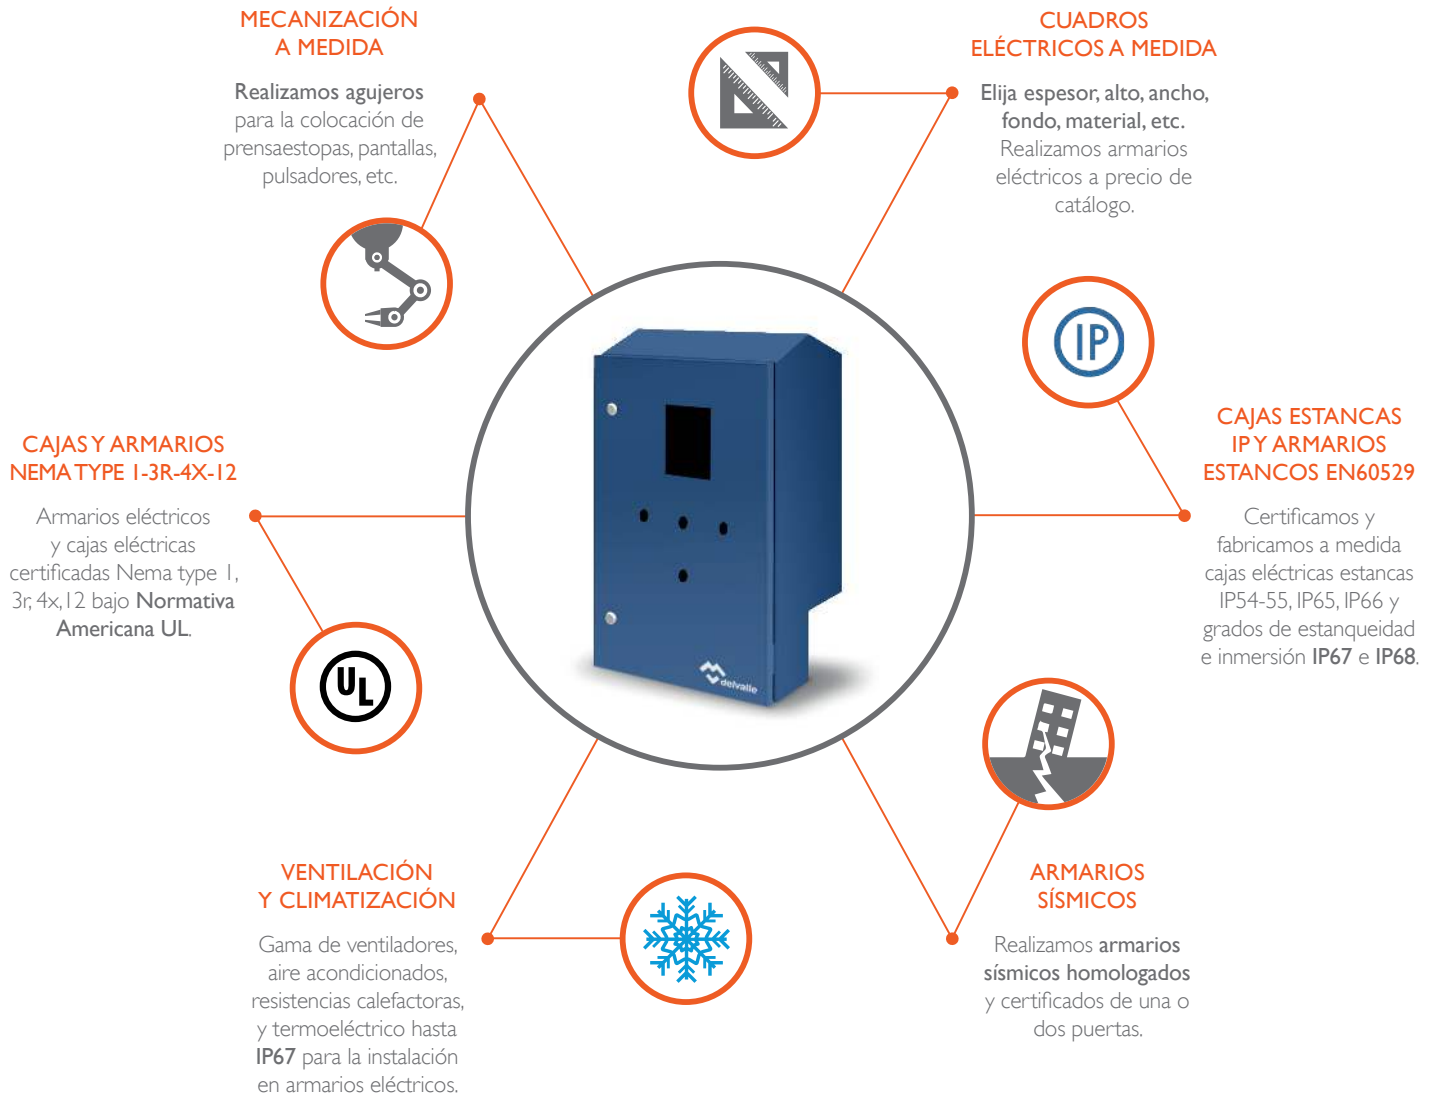 MECANIZACIÓN
A MEDIDA
Realizamos agujeros
para la colocación de
prensaestopas, pantallas,
pulsadores, etc.
CUADROS
ELÉCTRICOS A MEDIDA
Elija espesor, alto, ancho,
fondo, material, etc.
Realizamos armarios
eléctricos a precio de
catálogo.
IP
CAJAS Y ARMARIOS
NEMA TYPE 1-3R-4X-12
Armarios eléctricos
y cajas eléctricas
certificadas Nema type 1,
3r, 4x,12 bajo Normativa
Americana UL.
UL
CAJAS ESTANCAS
IP Y ARMARIOS
ESTANCOS EN60529
Certificamos y
fabricamos a medida
cajas eléctricas estancas
IP54-55, IP65, IP66 y
grados de estanqueidad
e inmersión IP67 e IP68.
delvalle
VENTILACIÓN
Y CLIMATIZACIÓN
Gama de ventiladores,
aire acondicionados,
resistencias calefactoras,
y termoeléctrico hasta
IP67 para la instalación
en armarios eléctricos.
ARMARIOS
SÍSMICOS
Realizamos armarios
sísmicos homologados
y certificados de una o
dos puertas.